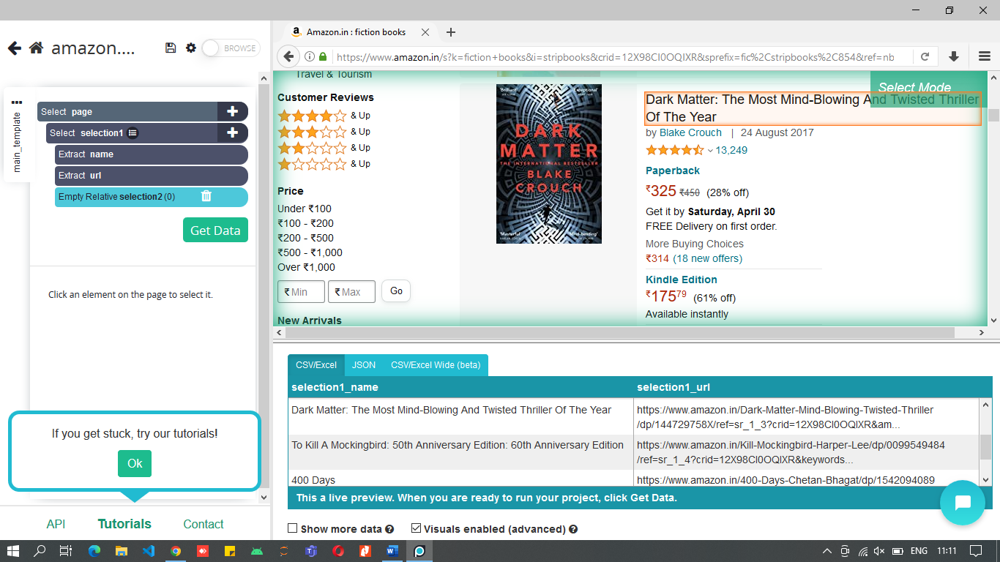 amazon....
BROWSE
main_template
Select page
Select selection1
Extract name
Extract url
Empty Relative selection2 (0)
Get Data
Click an element on the page to select it.
If you get stuck, try our tutorials!
Ok
API
Tutorials
Contact
Amazon.in : fiction books
https://www.amazon.in/s?k=fiction+books&i=stripbooks&crid=12X98CI0OQIXR&sprefix=fic%2Cstripbooks%2C854&ref=nb
Select Mode
Travel & Tourism
Customer Reviews
& Up
& Up
& Up
& Up
Price
Under ₹100
₹100 - ₹200
₹200 - ₹500
₹500 - ₹1,000
Over ₹1,000
₹ Min
₹ Max
Go
New Arrivals
DARK
MATTER
THE INTERNATIONAL BESTSELLER
BLAKE
CROUCH
Dark Matter: The Most Mind-Blowing And Twisted Thriller
Of The Year
by Blake Crouch | 24 August 2017
13,249
Paperback
₹325 ₹450 (28% off)
Get it by Saturday, April 30
FREE Delivery on first order.
More Buying Choices
₹314 (18 new offers)
Kindle Edition
₹17579 (61% off)
Available instantly
CSV/Excel
JSON
CSV/Excel Wide (beta)
selection1_name
selection1_url
Dark Matter: The Most Mind-Blowing And Twisted Thriller Of The Year
https://www.amazon.in/Dark-Matter-Mind-Blowing-Twisted-Thriller
/dp/144729758X/ref=sr_1_3?crid=12X98CI0OQIXR&am...
To Kill A Mockingbird: 50th Anniversary Edition: 60th Anniversary Edition
https://www.amazon.in/Kill-Mockingbird-Harper-Lee/dp/0099549484
/ref=sr_1_4?crid=12X98CI0OQIXR&keywords...
400 Days
https://www.amazon.in/400-Days-Chetan-Bhagat/dp/1542094089
This a live preview. When you are ready to run your project, click Get Data.
Show more data
Visuals enabled (advanced)
ENG
11:11